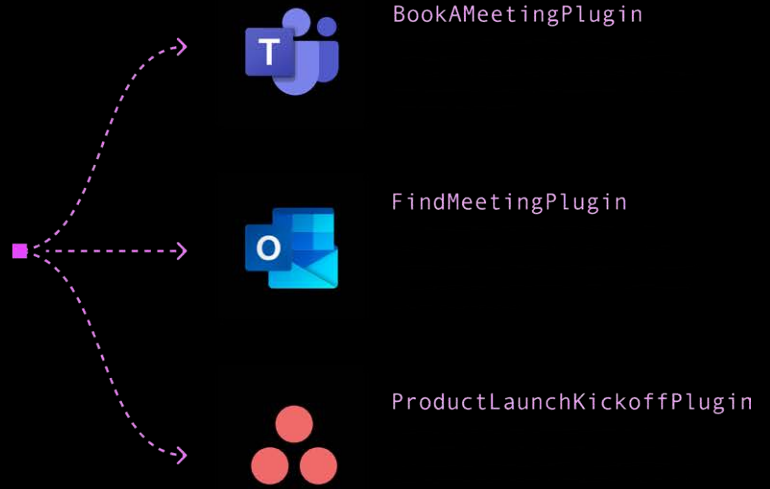 T
BookAMeetingPlugin
O
FindMeetingPlugin
ProductLaunchKickoffPlugin